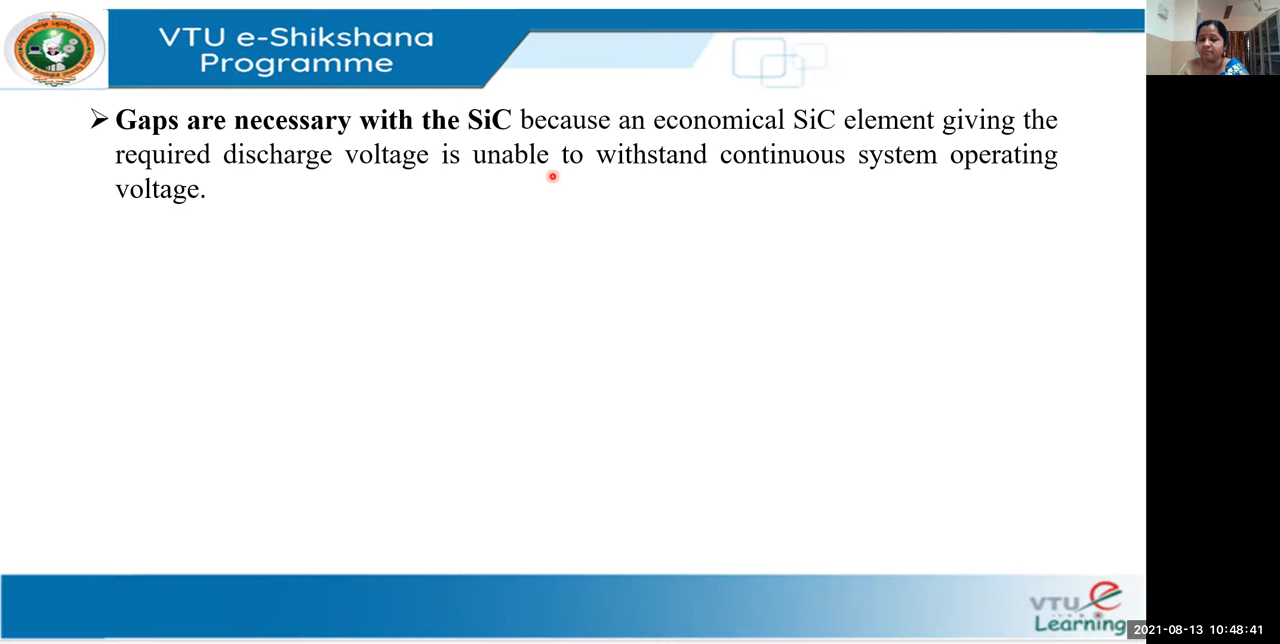 VTU e-Shikshana
Programme
➢ Gaps are necessary with the SiC because an economical SiC element giving the
required discharge voltage is unable to withstand continuous system operating
voltage.
VTU e
Learning
2021-08-13 10:48:41